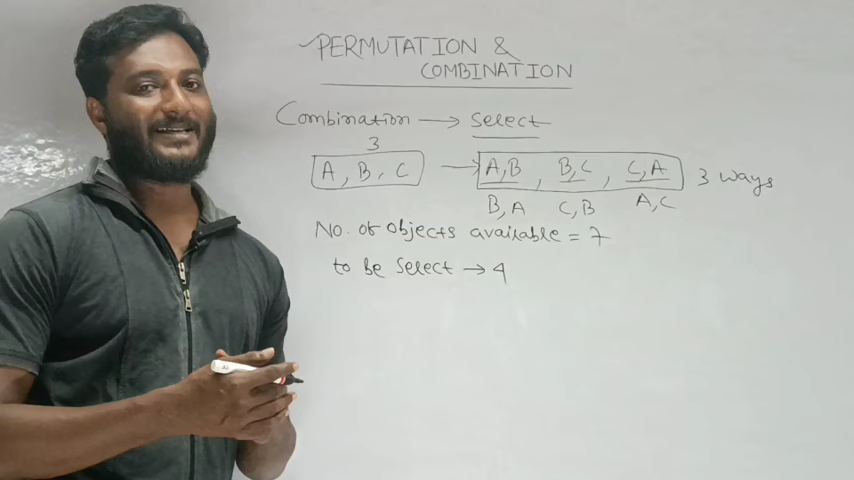 PERMUTATION &
COMBINATION
Combination → Select
3
A, B, C → A,B , B,C , C,A 3 ways
B,A C,B A,C
No. of objects available = 7
to be select → 4